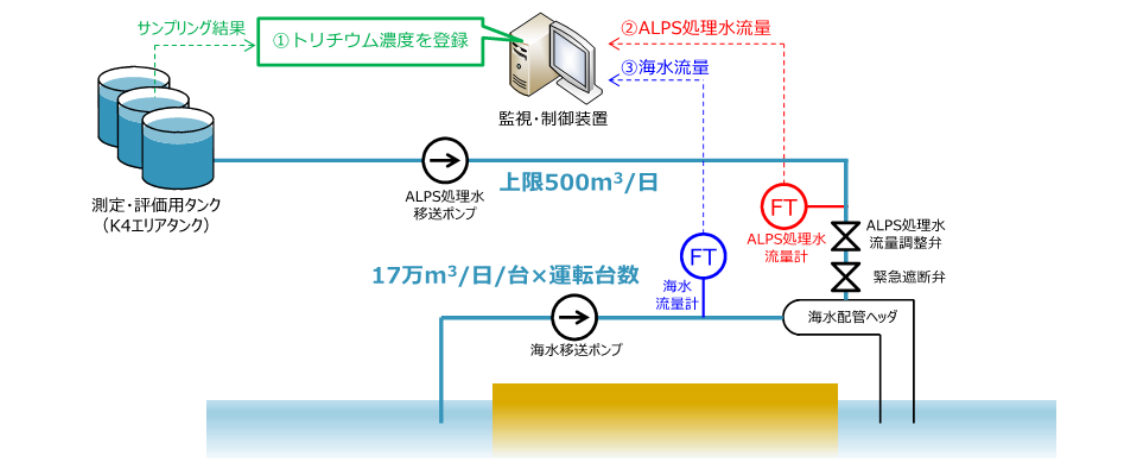 サンプリング結果
①トリチウム濃度を登録
②ALPS処理水流量
③海水流量
監視・制御装置
測定・評価用タンク
(K4エリアタンク)
ALPS処理水
移送ポンプ
上限500m³/日
FT
ALPS処理水
流量計
ALPS処理水
流量調整弁
緊急遮断弁
17万m³/日/台×運転台数
FT
海水
流量計
海水移送ポンプ
海水配管ヘッダ